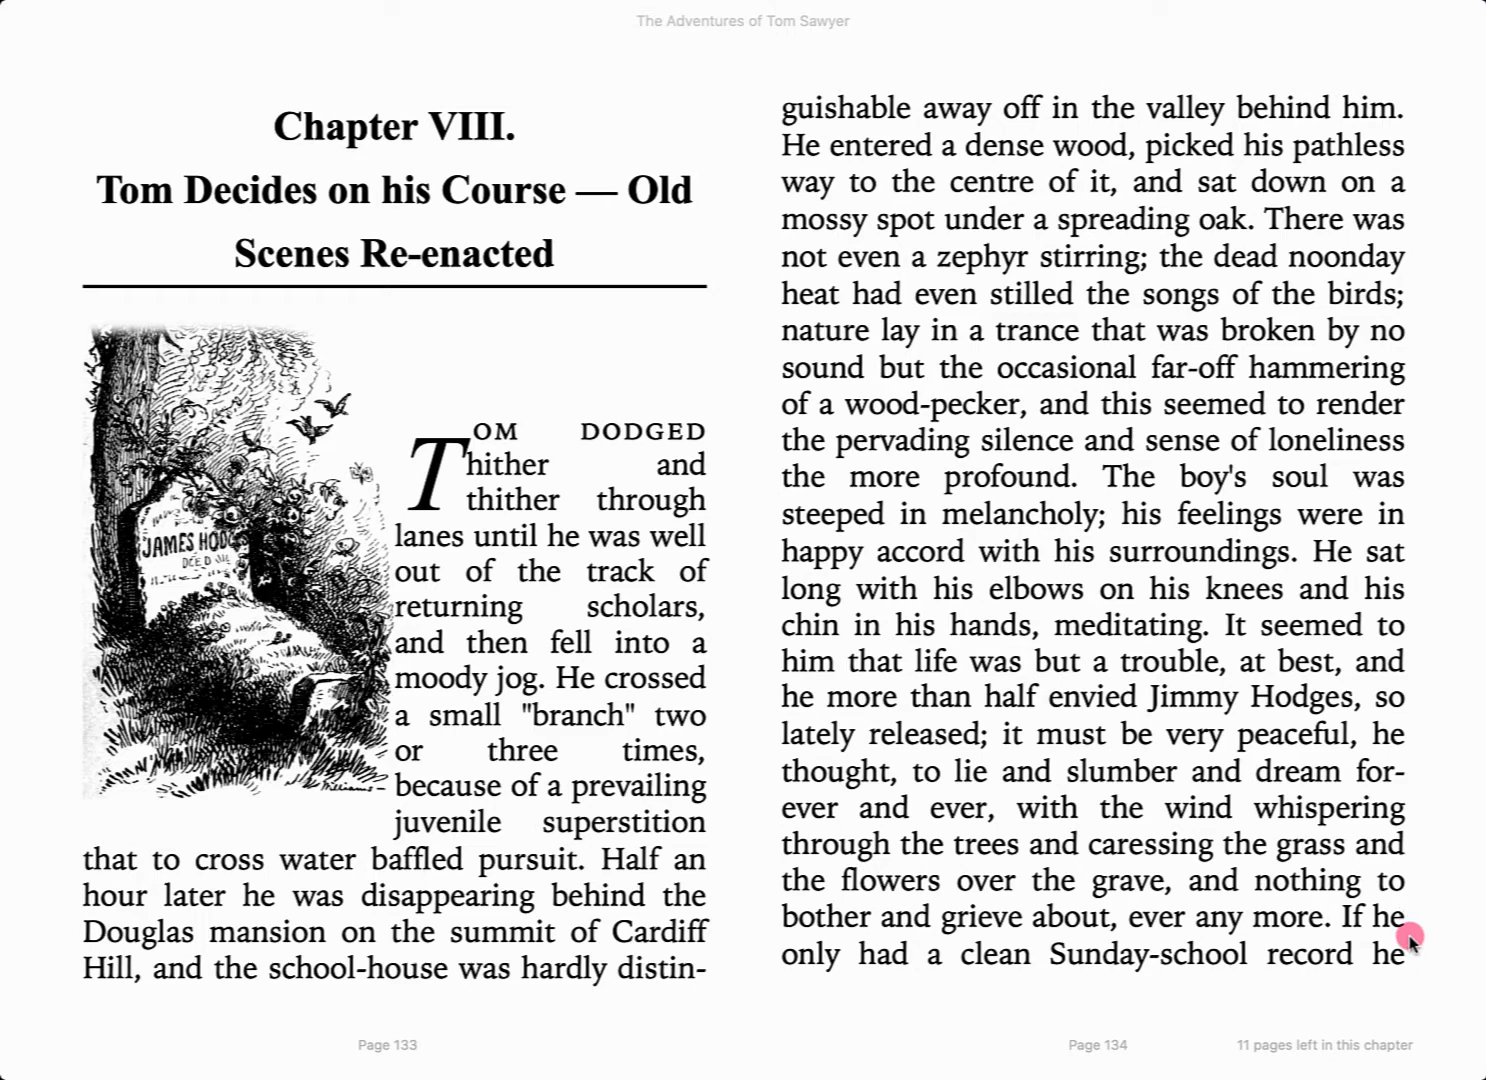 The Adventures of Tom Sawyer
Chapter VIII.
Tom Decides on his Course — Old
Scenes Re-enacted
JAMES HODG
TOM DODGED
hither and
thither through
lanes until he was well
out of the track of
returning scholars,
and then fell into a
moody jog. He crossed
a small "branch" two
or three times,
because of a prevailing
juvenile superstition
that to cross water baffled pursuit. Half an
hour later he was disappearing behind the
Douglas mansion on the summit of Cardiff
Hill, and the school-house was hardly distin-
Page 133
guishable away off in the valley behind him.
He entered a dense wood, picked his pathless
way to the centre of it, and sat down on a
mossy spot under a spreading oak. There was
not even a zephyr stirring; the dead noonday
heat had even stilled the songs of the birds;
nature lay in a trance that was broken by no
sound but the occasional far-off hammering
of a wood-pecker, and this seemed to render
the pervading silence and sense of loneliness
the more profound. The boy's soul was
steeped in melancholy; his feelings were in
happy accord with his surroundings. He sat
long with his elbows on his knees and his
chin in his hands, meditating. It seemed to
him that life was but a trouble, at best, and
he more than half envied Jimmy Hodges, so
lately released; it must be very peaceful, he
thought, to lie and slumber and dream for-
ever and ever, with the wind whispering
through the trees and caressing the grass and
the flowers over the grave, and nothing to
bother and grieve about, ever any more. If he
only had a clean Sunday-school record he
Page 134
11 pages left in this chapter